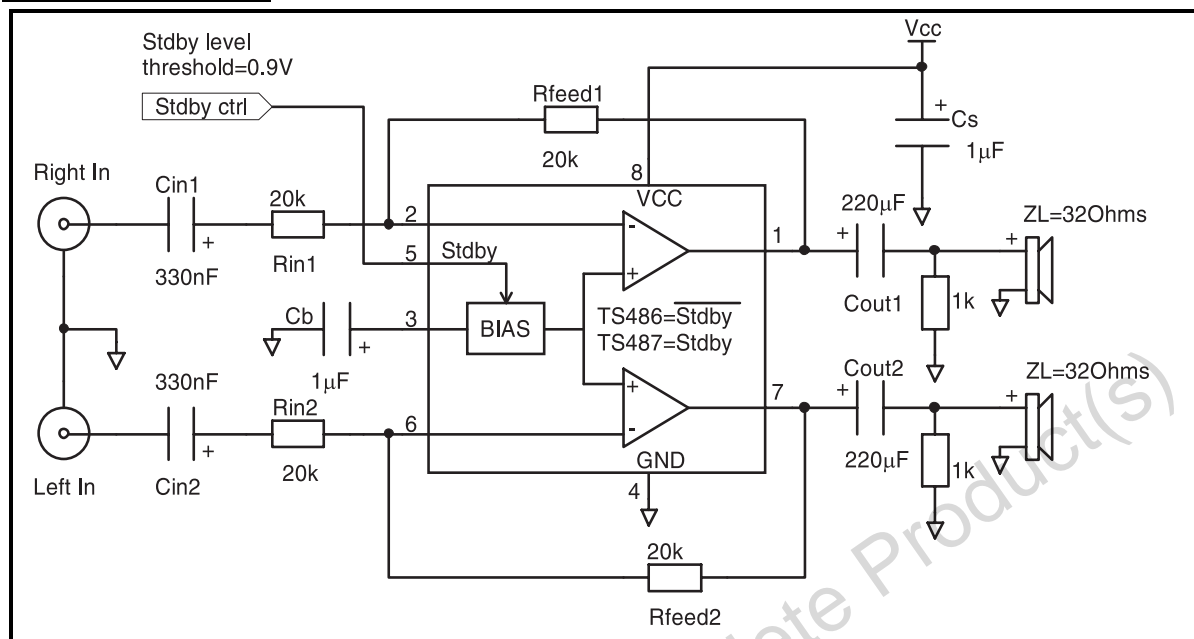 Stdby level
threshold=0.9V
Stdby ctrl
Vcc
+
Cs
1µF
Rfeed1
20k
8
VCC
Right In
Cin1
+
330nF
20k
Rin1
2
-
+
1
220µF
+
Cout1
1k
ZL=32Ohms
+
5
Stdby
Cb
+
1µF
3
BIAS
TS486=Stdby
TS487=Stdby
Left In
330nF
+
Cin2
Rin2
20k
6
+
-
7
Cout2
+
220µF
1k
ZL=32Ohms
+
GND
4
20k
Rfeed2
lete Product(s)